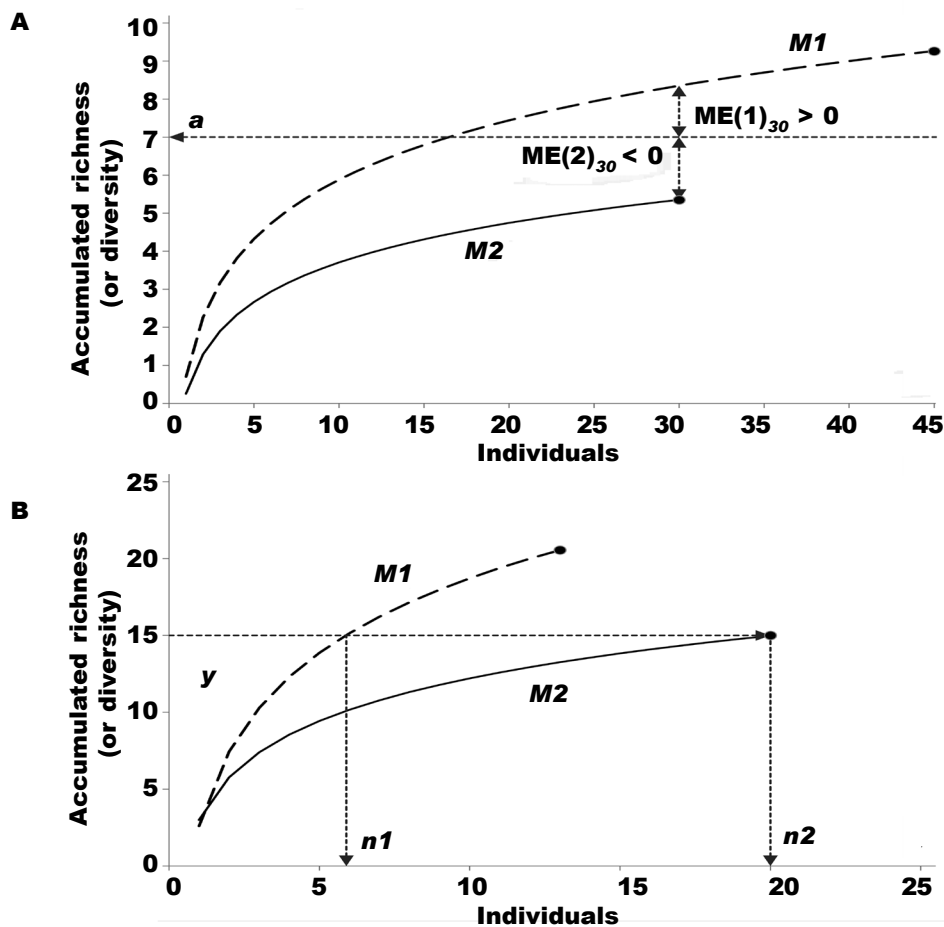 A
Accumulated richness
(or diversity)
10
9
8
7
6
5
4
3
2
1
0
a
M1
ME(1)30 > 0
ME(2)30 < 0
M2
0 5 10 15 20 25 30 35 40 45
Individuals
B
Accumulated richness
(or diversity)
25
20
15
10
5
0
M1
y
M2
n1
n2
0 5 10 15 20 25
Individuals